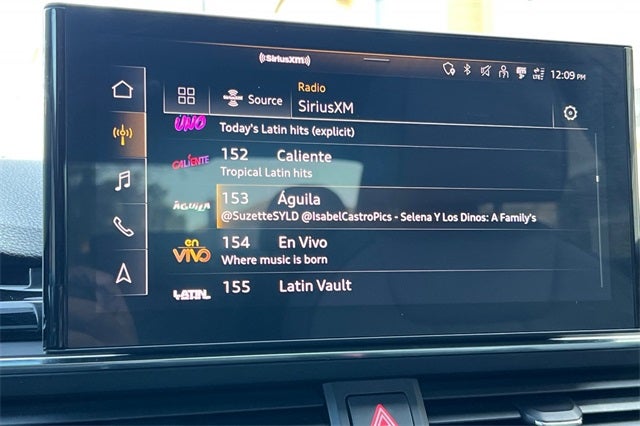 ((SiriusXM))
LTE
12:09 PM
Radio
SiriusXM Source
SiriusXM
UNO Today's Latin hits (explicit)
CALIENTE 152 Caliente
Tropical Latin hits
ÁGUILA 153 Águila
@SuzetteSYLD @IsabelCastroPics - Selena Y Los Dinos: A Family's
en VIVO 154 En Vivo
Where music is born
LATIN 155 Latin Vault